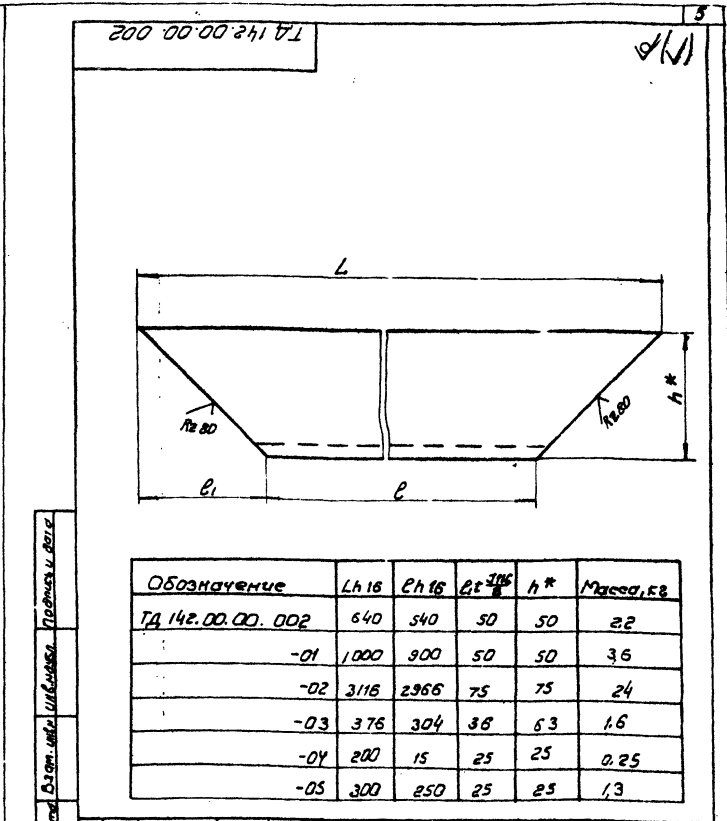 5
ТД 142.00.00.002
L
h*
Rz 80
Rz 80
l₁
l
Обозначение Lh16 lh16 l₁± h* Масса, кг
ТД 142.00.00.002 640 540 50 50 2,2
-01 1000 900 50 50 3,6
-02 3116 2966 75 75 24
-03 376 304 36 63 1.6
-04 200 15 25 25 0.25
-05 300 250 25 25 1,3
Подпись и дата
Взам. инв